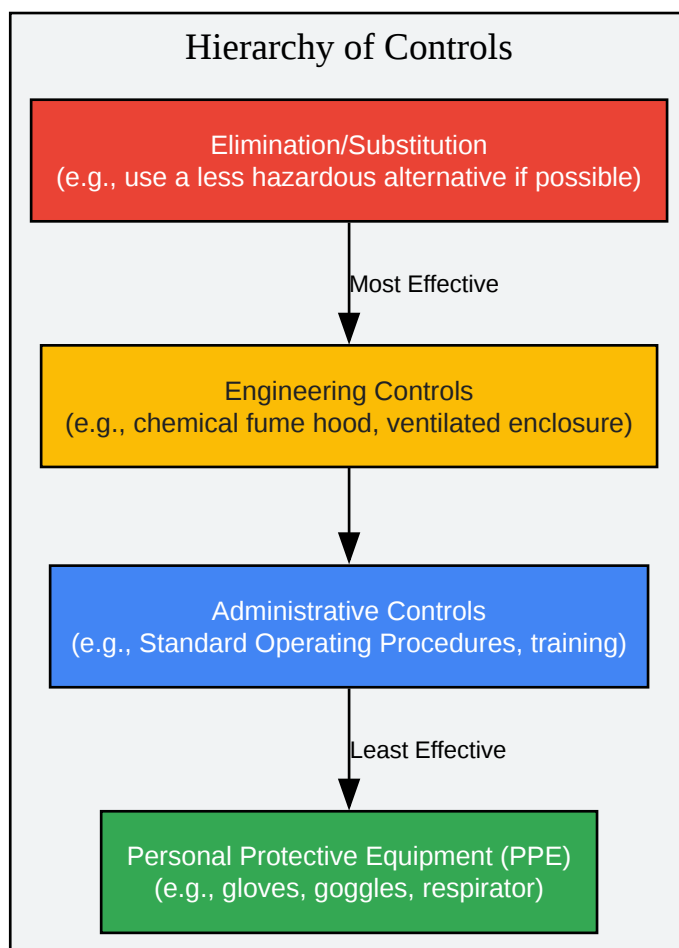 Hierarchy of Controls
Elimination/Substitution
(e.g., use a less hazardous alternative if possible)
Most Effective
Engineering Controls
(e.g., chemical fume hood, ventilated enclosure)
Administrative Controls
(e.g., Standard Operating Procedures, training)
Least Effective
Personal Protective Equipment (PPE)
(e.g., gloves, goggles, respirator)